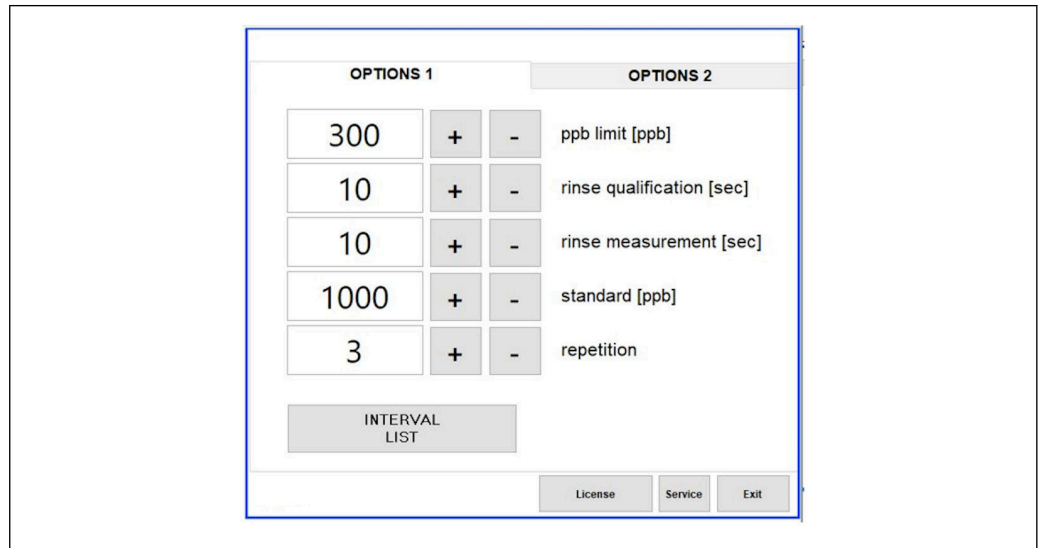 OPTIONS 1 OPTIONS 2
300 + - ppb limit [ppb]
10 + - rinse qualification [sec]
10 + - rinse measurement [sec]
1000 + - standard [ppb]
3 + - repetition
INTERVAL
LIST
License Service Exit